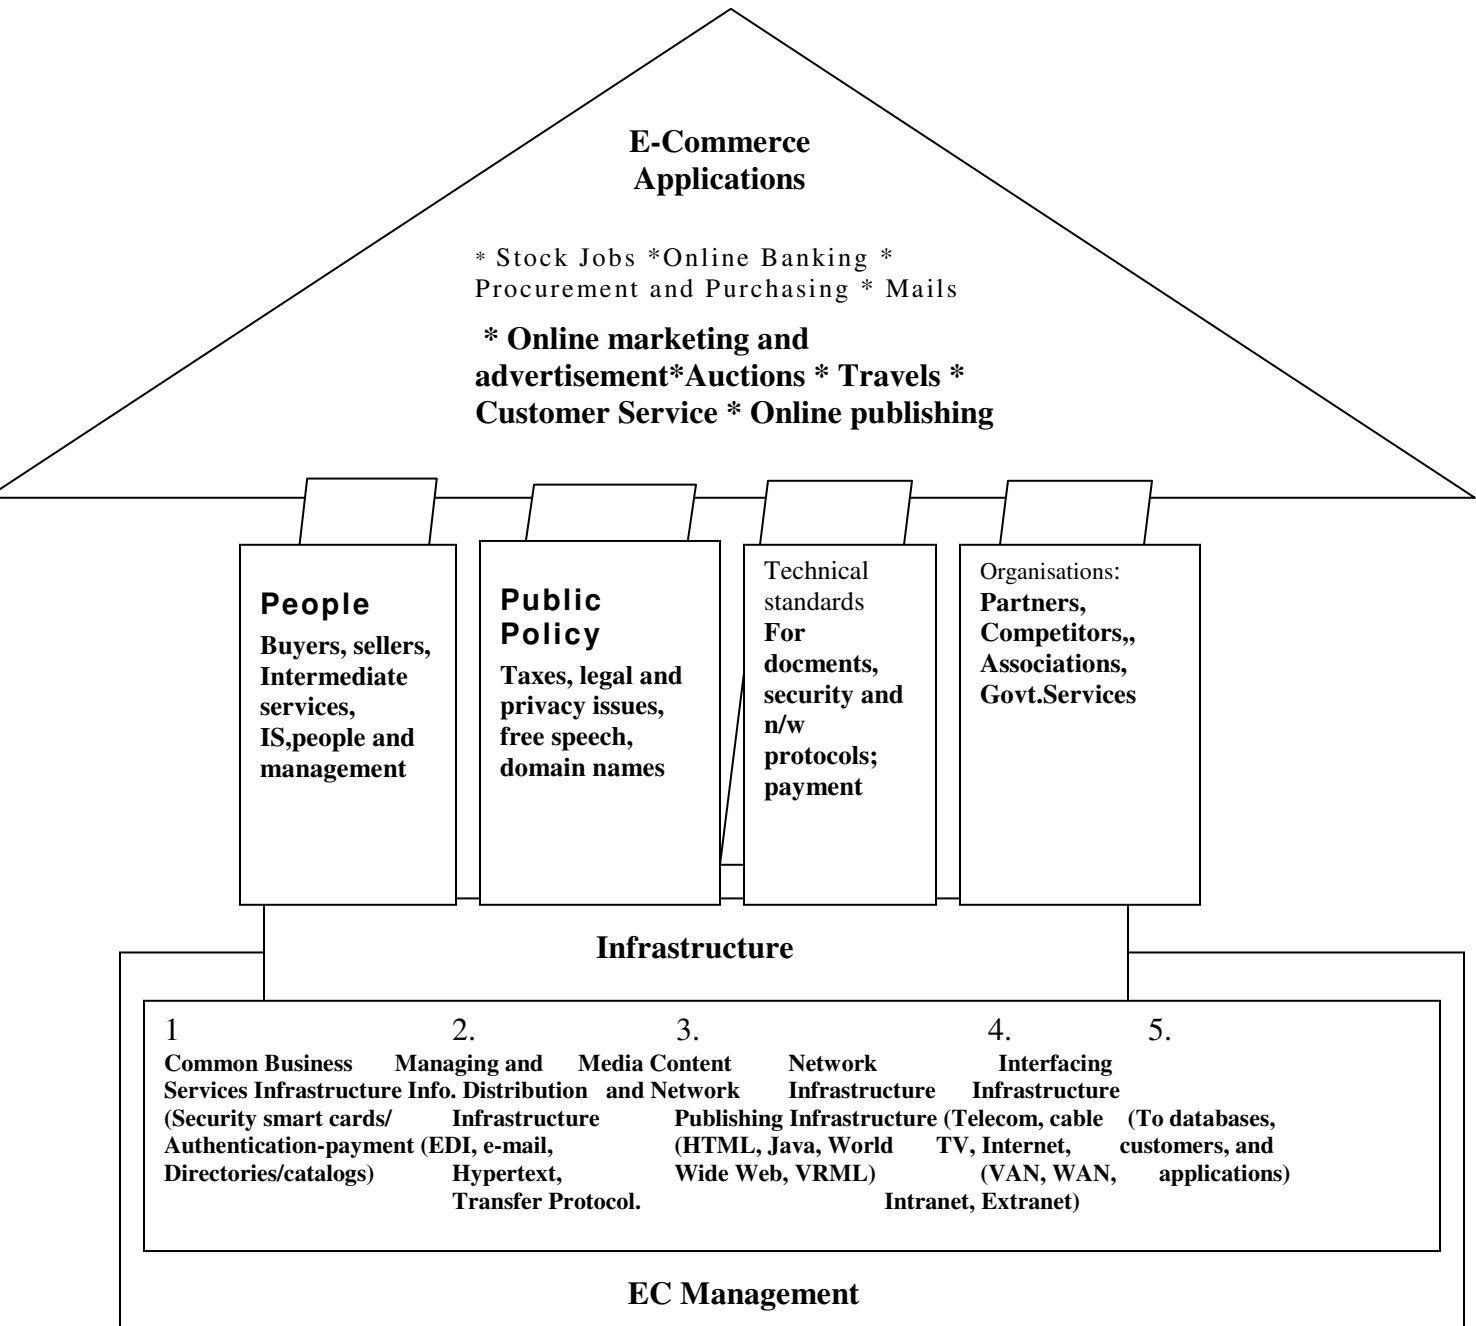 E-Commerce
Applications
* Stock Jobs *Online Banking *
Procurement and Purchasing * Mails
* Online marketing and
advertisement*Auctions * Travels *
Customer Service * Online publishing
People
Buyers, sellers,
Intermediate
services,
IS,people and
management
Public
Policy
Taxes, legal and
privacy issues,
free speech,
domain names
Technical
standards
For
docments,
security and
n/w
protocols;
payment
Organisations:
Partners,
Competitors,,
Associations,
Govt.Services
Infrastructure
1 2. 3. 4. 5.
Common Business Managing and Media Content Network Interfacing
Services Infrastructure Info. Distribution and Network Infrastructure Infrastructure
(Security smart cards/ Infrastructure Publishing Infrastructure (Telecom, cable (To databases,
Authentication-payment (EDI, e-mail, (HTML, Java, World TV, Internet, customers, and
Directories/catalogs) Hypertext, Wide Web, VRML) (VAN, WAN, applications)
Transfer Protocol. Intranet, Extranet)
EC Management